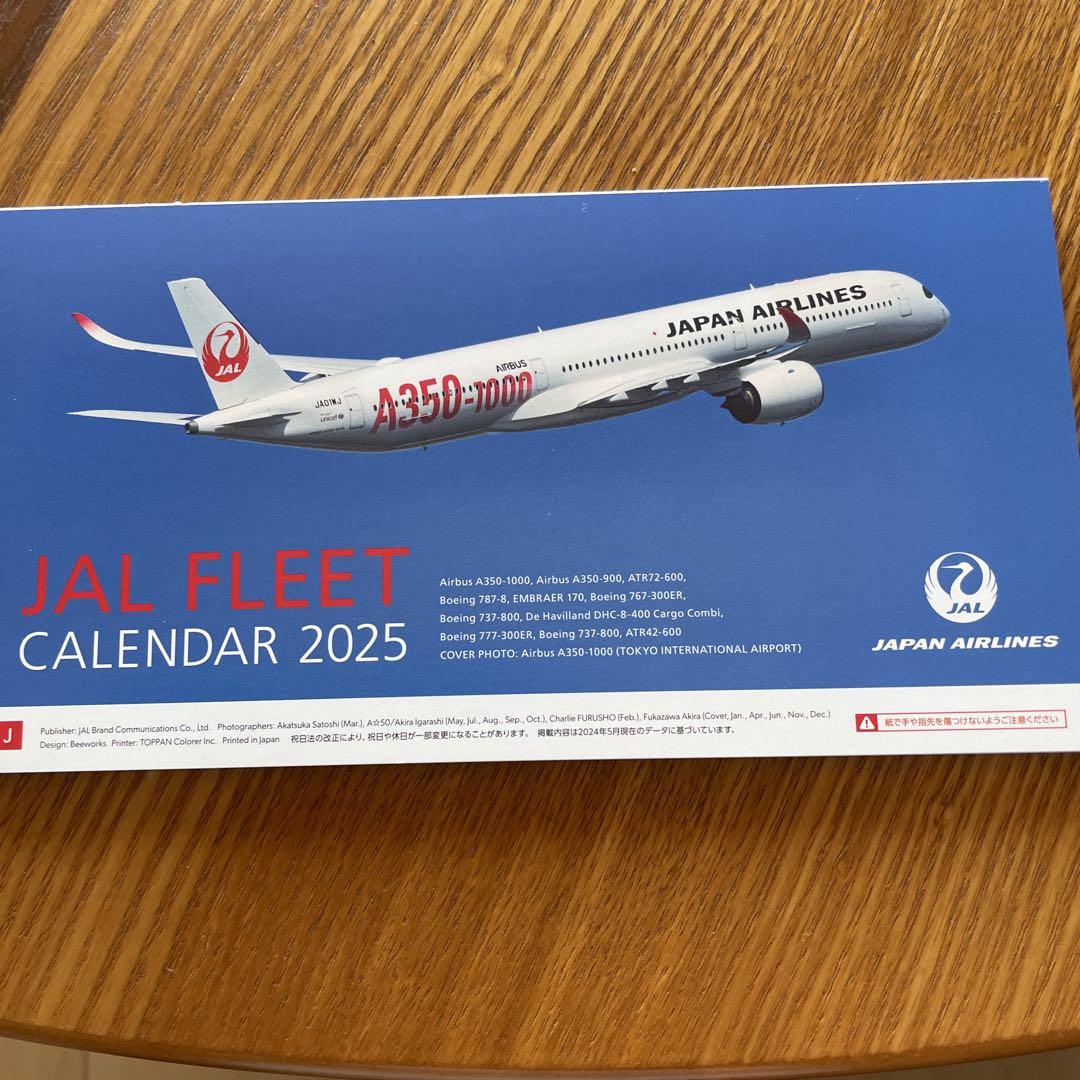 JAPAN AIRLINES
AIRBUS
A350-1000
JA01WJ
unicef
JAL
JAL FLEET
CALENDAR 2025
Airbus A350-1000, Airbus A350-900, ATR72-600,
Boeing 787-8, EMBRAER 170, Boeing 767-300ER,
Boeing 737-800, De Havilland DHC-8-400 Cargo Combi,
Boeing 777-300ER, Boeing 737-800, ATR42-600
COVER PHOTO: Airbus A350-1000 (TOKYO INTERNATIONAL AIRPORT)
JAL
JAPAN AIRLINES
J
Publisher: JAL Brand Communications Co., Ltd. Photographers: Akatsuka Satoshi (Mar.), A☆50/Akira Igarashi (May, Jul., Aug., Sep., Oct.), Charlie FURUSHO (Feb.), Fukazawa Akira (Cover, Jan., Apr., Jun., Nov., Dec.)
Design: Beeworks Printer: TOPPAN Colorer Inc. Printed in Japan 祝日法の改正により、祝日や休日が一部変更になることがあります。 掲載内容は2024年5月現在のデータに基づいています。
紙で手や指先を傷つけないようご注意ください